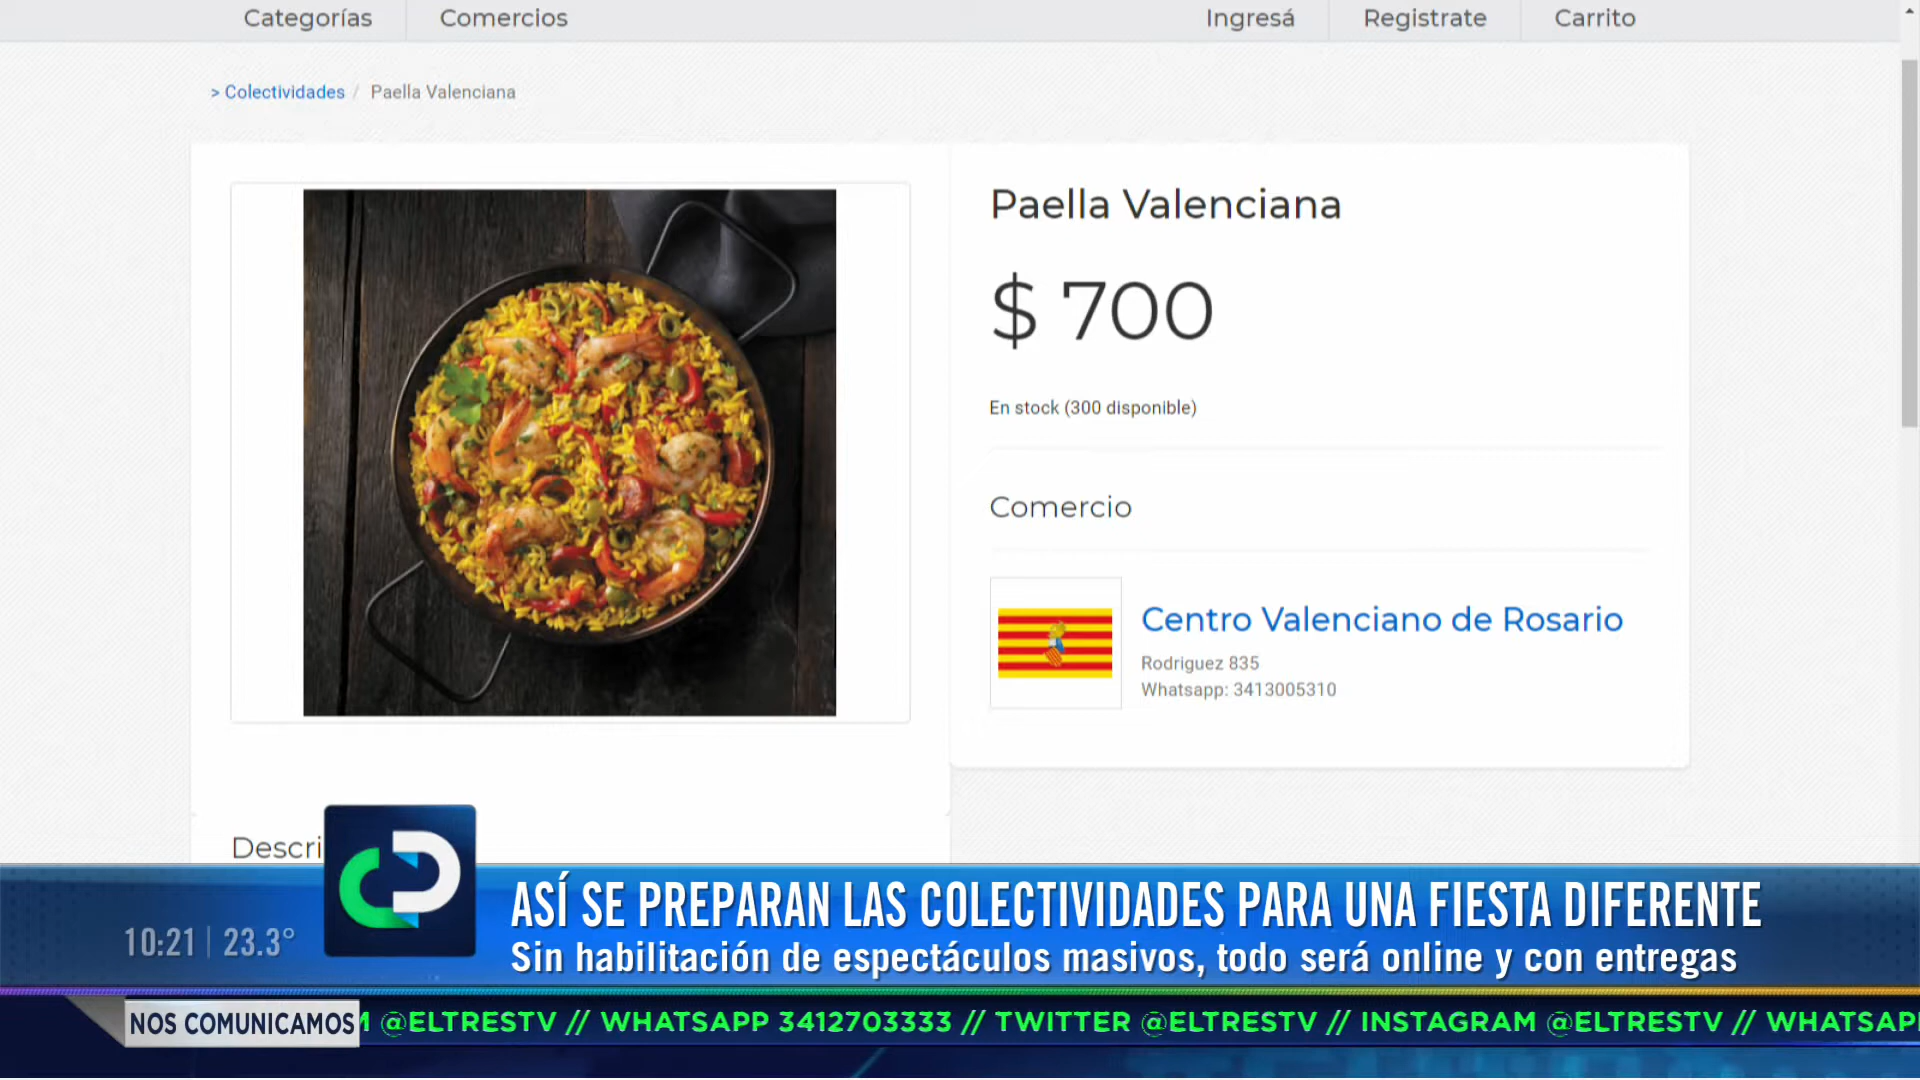 Categorías
Comercios
Ingresá
Registrate
Carrito
> Colectividades / Paella Valenciana
Paella Valenciana
$ 700
En stock (300 disponible)
Comercio
Centro Valenciano de Rosario
Rodriguez 835
Whatsapp: 3413005310
Descri
ASÍ SE PREPARAN LAS COLECTIVIDADES PARA UNA FIESTA DIFERENTE
10:21 | 23.3°
Sin habilitación de espectáculos masivos, todo será online y con entregas
NOS COMUNICAMOS
M @ELTRESTV // WHATSAPP 3412703333 // TWITTER @ELTRESTV // INSTAGRAM @ELTRESTV // WHATSAP